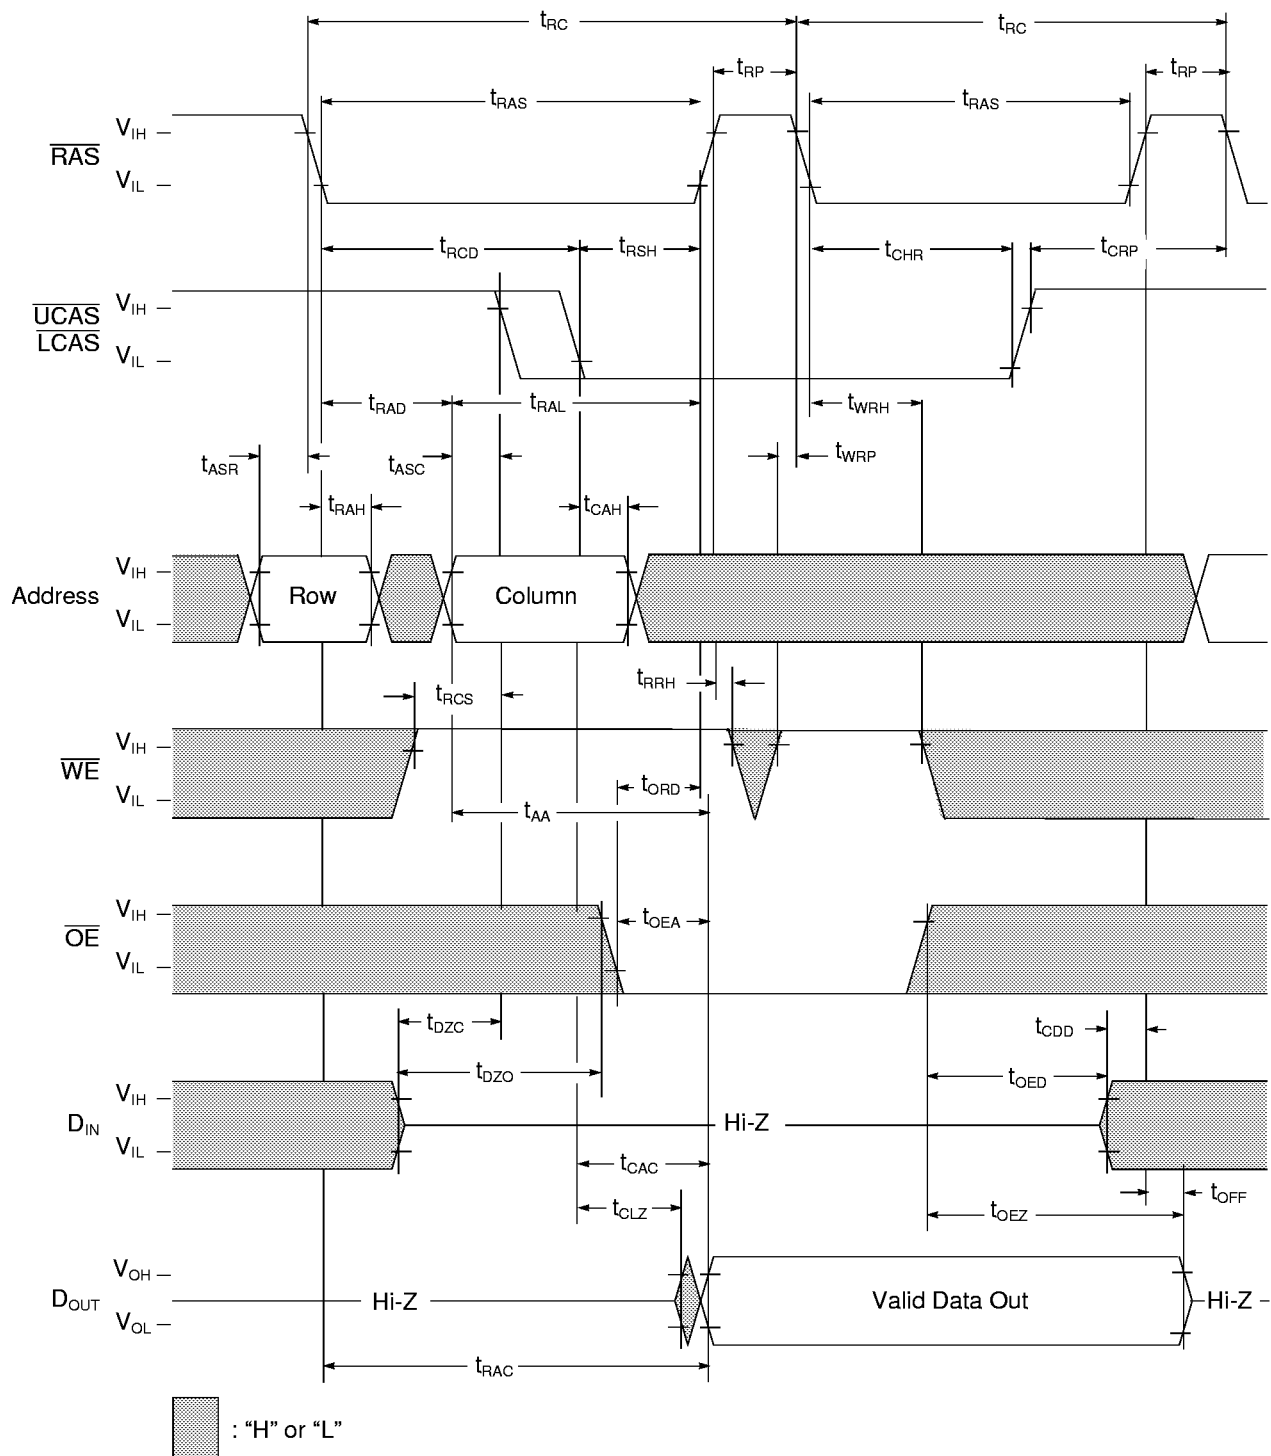 tRC tRC
tRP tRP
tRAS tRAS
VIH
RAS
VIL
tRCD tRSH tCHR tCRP
VIH
UCAS
LCAS
VIL
tRAD tRAL tWRH
tASR tASC tWRP
tRAH tCAH
VIH
Address Row Column
VIL
tRRH
tRCS
VIH
WE
VIL
tORD
tAA
VIH
OE
VIL
tOEA
tDZC tCDD
tDZO tOED
VIH
DIN Hi-Z
VIL
tCAC
tCLZ tOEZ tOFF
VOH
DOUT Hi-Z Valid Data Out Hi-Z
VOL
tRAC
: “H” or “L”